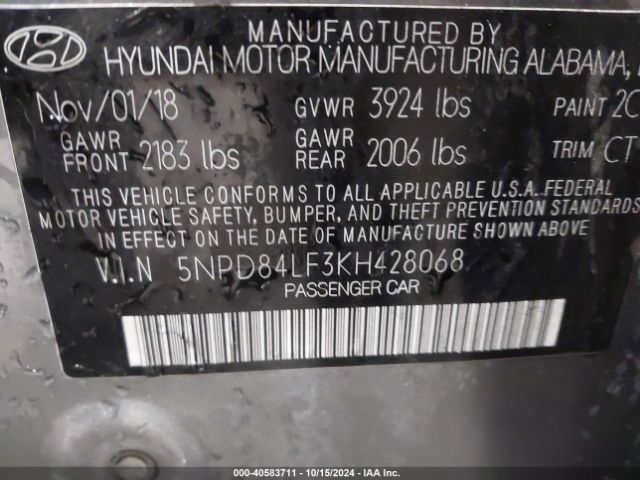 MANUFACTURED BY
HYUNDAI MOTOR MANUFACTURING ALABAMA,
Nov/01/18 GVWR 3924 lbs PAINT 2C
GAWR FRONT 2183 lbs GAWR REAR 2006 lbs TRIM CT
THIS VEHICLE CONFORMS TO ALL APPLICABLE U.S.A. FEDERAL
MOTOR VEHICLE SAFETY, BUMPER, AND THEFT PREVENTION STANDARDS
IN EFFECT ON THE DATE OF MANUFACTURE SHOWN ABOVE.
V.I.N 5NPD84LF3KH428068
PASSENGER CAR
000-40583711 - 10/15/2024 - IAA Inc.